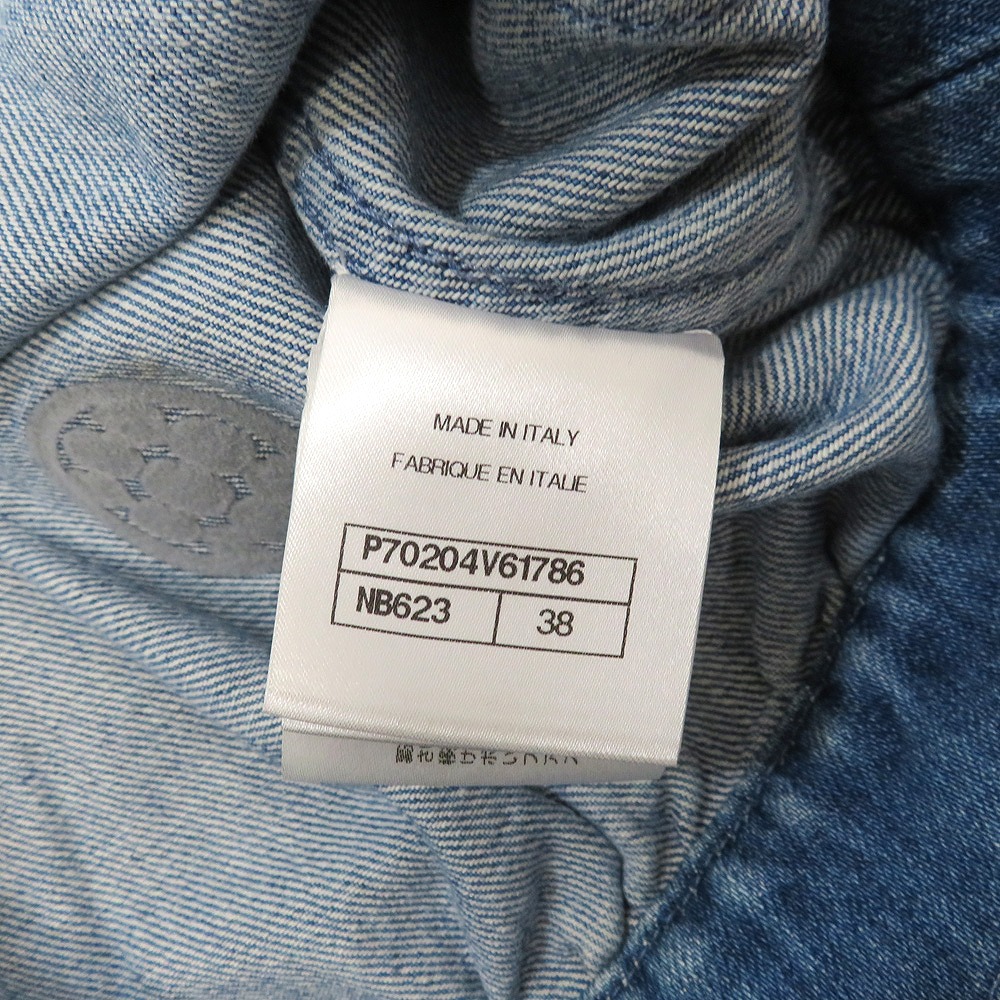 MADE IN ITALY
FABRIQUE EN ITALIE
P70204V61786
NB623 38